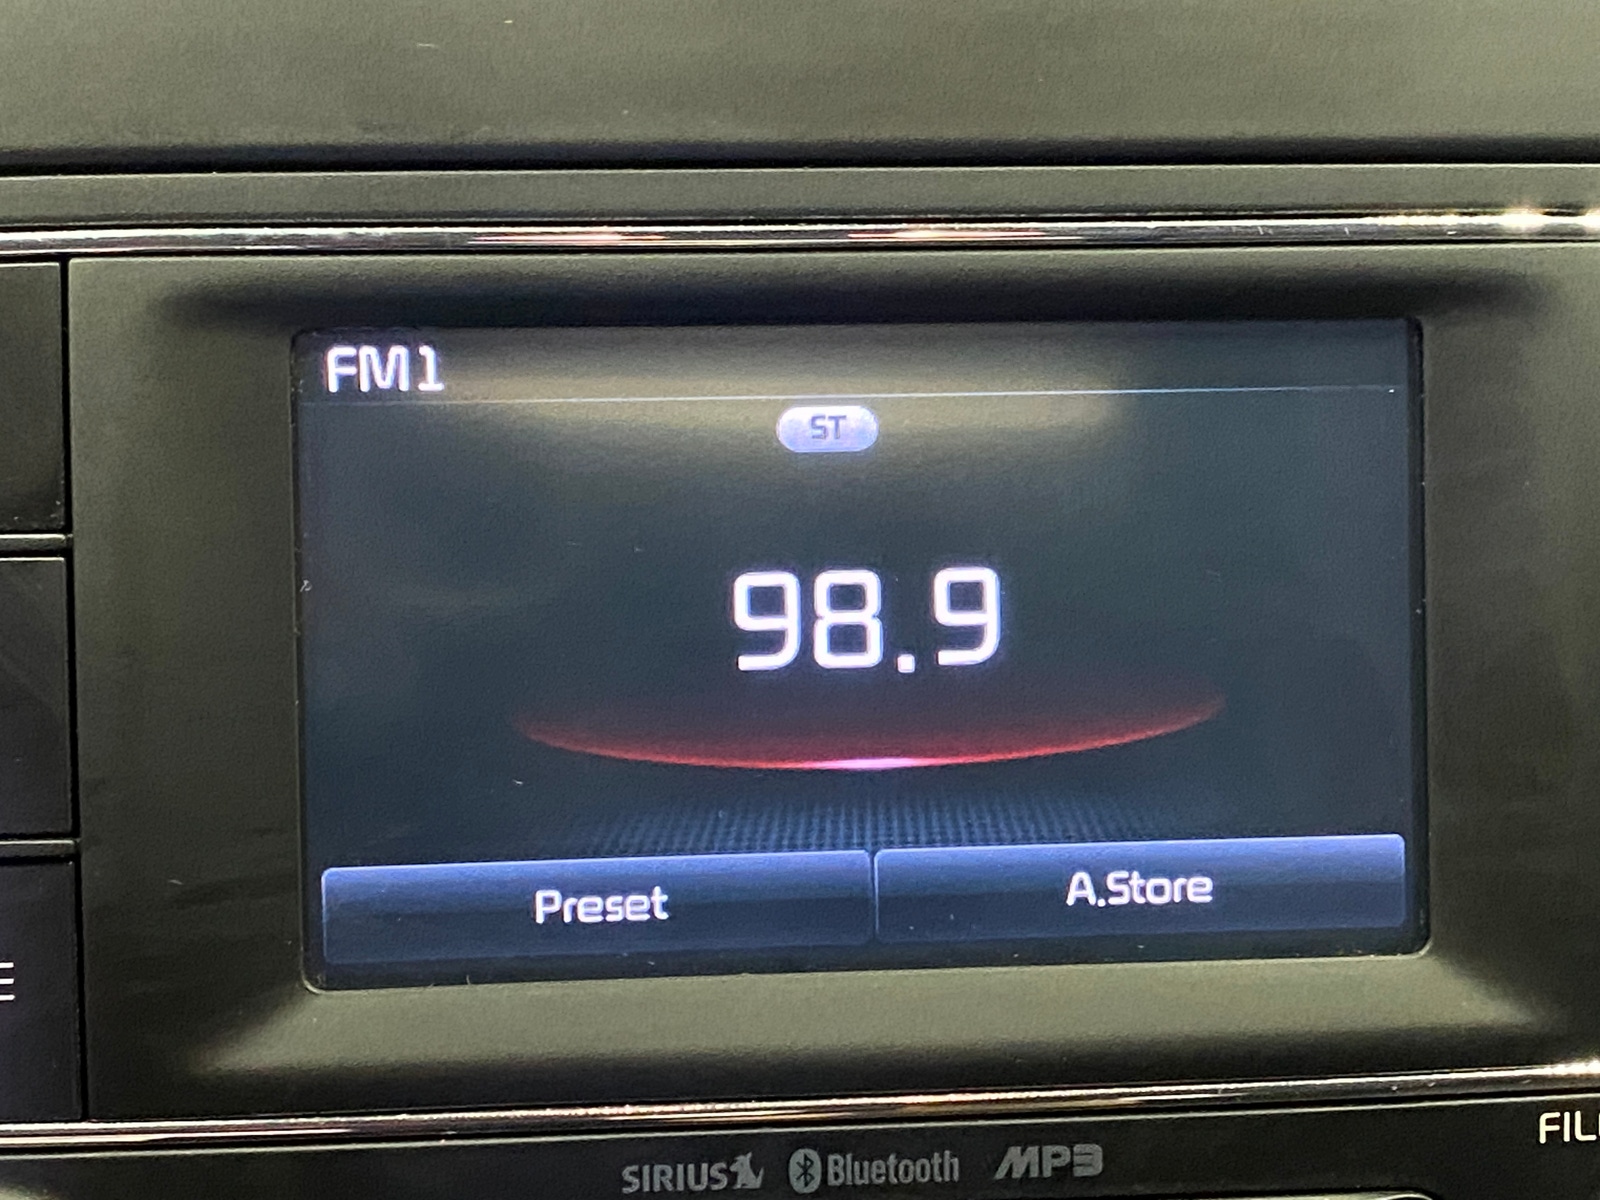 FM1
ST
98.9
Preset A.Store
SIRIUS Bluetooth MP3